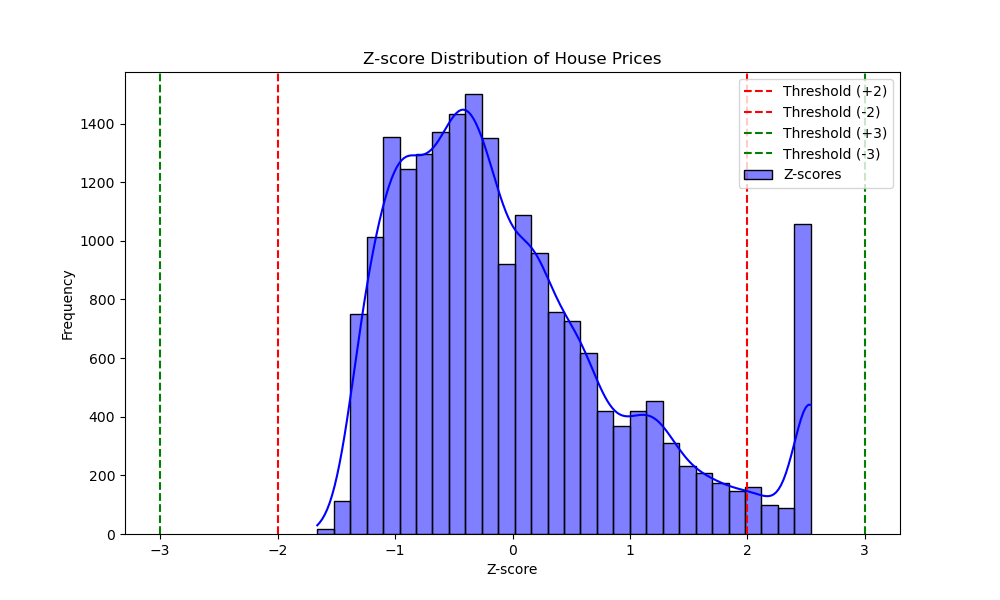 Z-score Distribution of House Prices
Threshold (+2)
Threshold (-2)
Threshold (+3)
Threshold (-3)
Z-scores
Frequency
1400
1200
1000
800
600
400
200
0
−3
−2
−1
0
1
2
3
Z-score